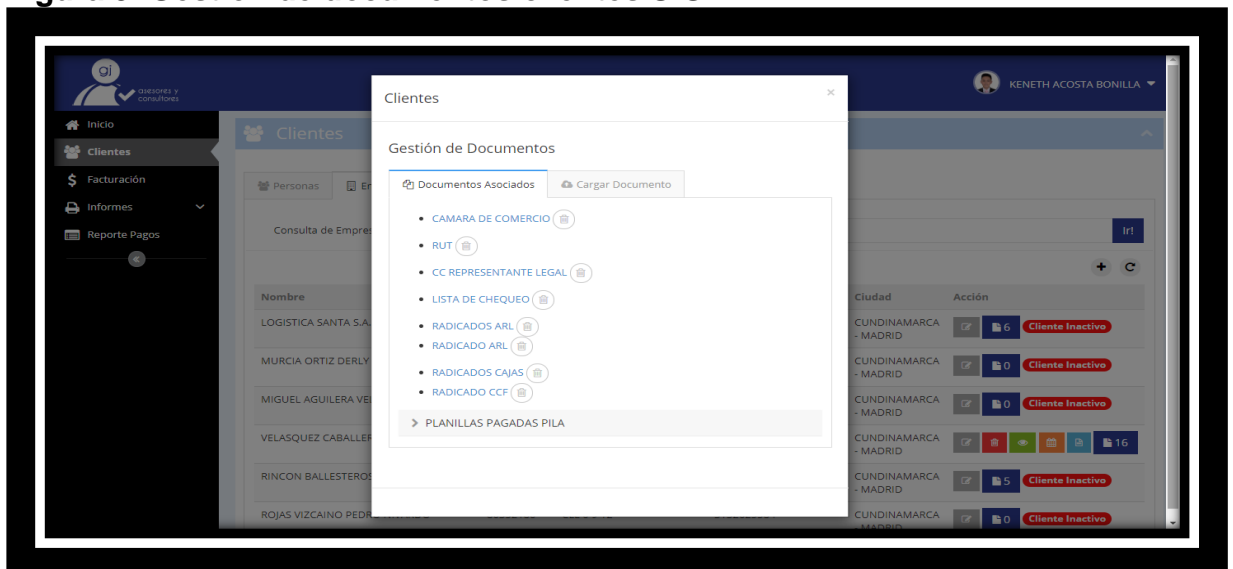 gi
asesores y
consultores
KENETH ACOSTA BONILLA
Inicio
Clientes
Facturación
Informes
Reporte Pagos
Clientes
Personas
Consulta de Empre
Ir!
Nombre
Ciudad
Acción
LOGISTICA SANTA S.A.
CUNDINAMARCA
- MADRID
6
Cliente Inactivo
MURCIA ORTIZ DERLY
CUNDINAMARCA
- MADRID
0
Cliente Inactivo
MIGUEL AGUILERA VE
CUNDINAMARCA
- MADRID
0
Cliente Inactivo
VELASQUEZ CABALLER
CUNDINAMARCA
- MADRID
16
RINCON BALLESTEROS
CUNDINAMARCA
- MADRID
5
Cliente Inactivo
ROJAS VIZCAINO PEDR
CUNDINAMARCA
- MADRID
0
Cliente Inactivo
Clientes
×
Gestión de Documentos
Documentos Asociados
Cargar Documento
CAMARA DE COMERCIO
RUT
CC REPRESENTANTE LEGAL
LISTA DE CHEQUEO
RADICADOS ARL
RADICADO ARL
RADICADOS CAJAS
RADICADO CCF
PLANILLAS PAGADAS PILA